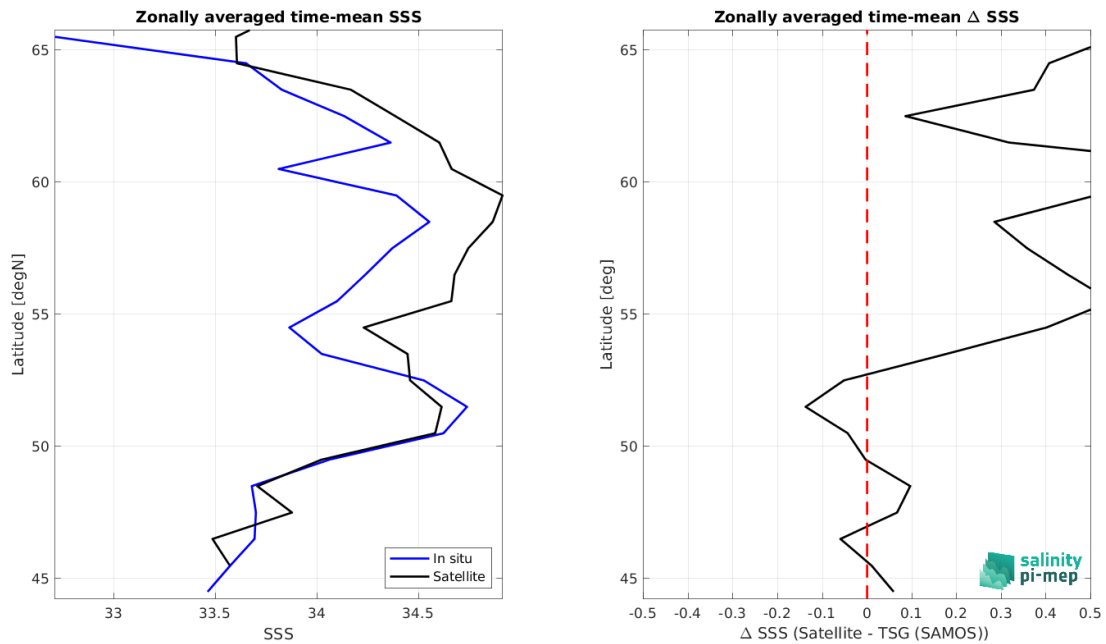 Zonally averaged time-mean SSS
65
60
55
50
45
Latitude [degN]
33
33.5
34
34.5
SSS
In situ
Satellite
Zonally averaged time-mean Δ SSS
65
60
55
50
45
Latitude [deg]
-0.5
-0.4
-0.3
-0.2
-0.1
0
0.1
0.2
0.3
0.4
0.5
Δ SSS (Satellite - TSG (SAMOS))
salinity
pi-mep